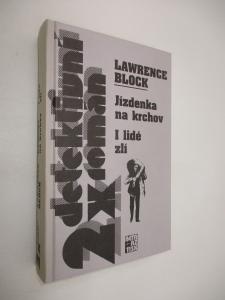 LAWRENCE
BLOCK
Jízdenka
na krchov
I lidé
zlí
detektivní
2x román